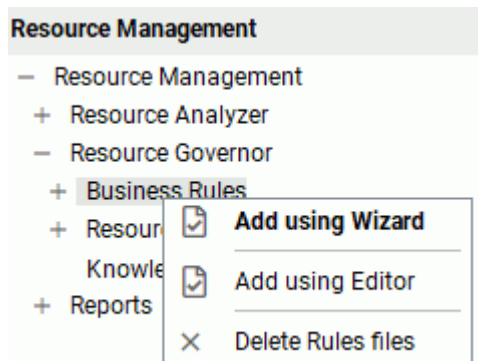 Resource Management
Resource Management
Resource Analyzer
Resource Governor
Business Rules
Add using Wizard
Add using Editor
Reports
Delete Rules files